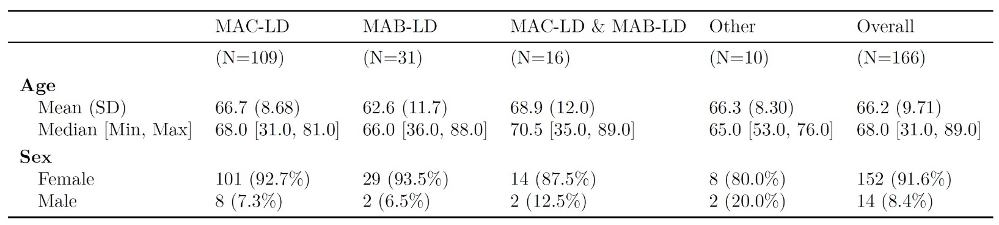 MAC-LD MAB-LD MAC-LD & MAB-LD Other Overall
(N=109) (N=31) (N=16) (N=10) (N=166)
Age
Mean (SD) 66.7 (8.68) 62.6 (11.7) 68.9 (12.0) 66.3 (8.30) 66.2 (9.71)
Median [Min, Max] 68.0 [31.0, 81.0] 66.0 [36.0, 88.0] 70.5 [35.0, 89.0] 65.0 [53.0, 76.0] 68.0 [31.0, 89.0]
Sex
Female 101 (92.7%) 29 (93.5%) 14 (87.5%) 8 (80.0%) 152 (91.6%)
Male 8 (7.3%) 2 (6.5%) 2 (12.5%) 2 (20.0%) 14 (8.4%)